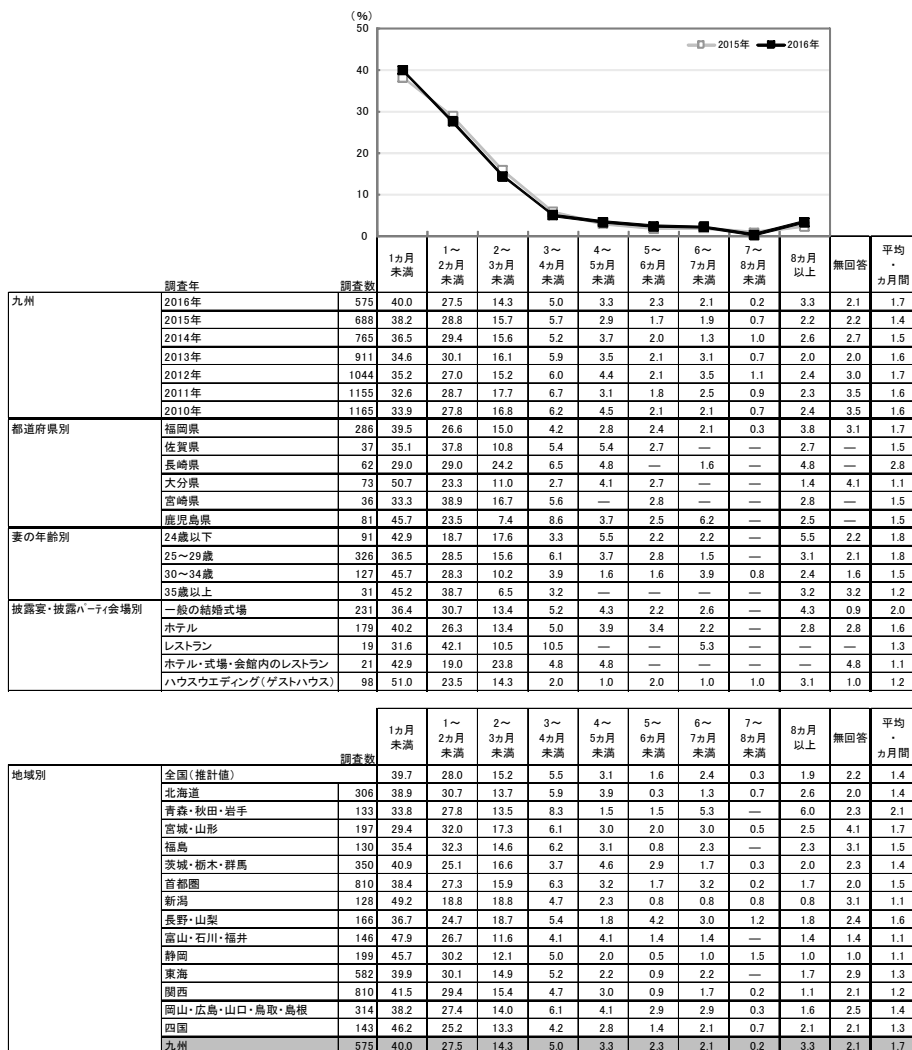 (%)
50
40
30
20
10
0
2015年 2016年
調査年 調査数 1ヵ月未満 1～2ヵ月未満 2～3ヵ月未満 3～4ヵ月未満 4～5ヵ月未満 5～6ヵ月未満 6～7ヵ月未満 7～8ヵ月未満 8ヵ月以上 無回答 平均・ヵ月間
九州 2016年 575 40.0 27.5 14.3 5.0 3.3 2.3 2.1 0.2 3.3 2.1 1.7
2015年 688 38.2 28.8 15.7 5.7 2.9 1.7 1.9 0.7 2.2 2.2 1.4
2014年 765 36.5 29.4 15.6 5.2 3.7 2.0 1.3 1.0 2.6 2.7 1.5
2013年 911 34.6 30.1 16.1 5.9 3.5 2.1 3.1 0.7 2.0 2.0 1.6
2012年 1044 35.2 27.0 15.2 6.0 4.4 2.1 3.5 1.1 2.4 3.0 1.7
2011年 1155 32.6 28.7 17.7 6.7 3.1 1.8 2.5 0.9 2.3 3.5 1.6
2010年 1165 33.9 27.8 16.8 6.2 4.5 2.1 2.1 0.7 2.4 3.5 1.6
都道府県別 福岡県 286 39.5 26.6 15.0 4.2 2.8 2.4 2.1 0.3 3.8 3.1 1.7
佐賀県 37 35.1 37.8 10.8 5.4 5.4 2.7 — — 2.7 — 1.5
長崎県 62 29.0 29.0 24.2 6.5 4.8 — 1.6 — 4.8 — 2.8
大分県 73 50.7 23.3 11.0 2.7 4.1 2.7 — — 1.4 4.1 1.1
宮崎県 36 33.3 38.9 16.7 5.6 — 2.8 — — 2.8 — 1.5
鹿児島県 81 45.7 23.5 7.4 8.6 3.7 2.5 6.2 — 2.5 — 1.5
妻の年齢別 24歳以下 91 42.9 18.7 17.6 3.3 5.5 2.2 2.2 — 5.5 2.2 1.8
25～29歳 326 36.5 28.5 15.6 6.1 3.7 2.8 1.5 — 3.1 2.1 1.8
30～34歳 127 45.7 28.3 10.2 3.9 1.6 1.6 3.9 0.8 2.4 1.6 1.5
35歳以上 31 45.2 38.7 6.5 3.2 — — — — 3.2 3.2 1.2
披露宴・披露パーティ会場別 一般の結婚式場 231 36.4 30.7 13.4 5.2 4.3 2.2 2.6 — 4.3 0.9 2.0
ホテル 179 40.2 26.3 13.4 5.0 3.9 3.4 2.2 — 2.8 2.8 1.6
レストラン 19 31.6 42.1 10.5 10.5 — — 5.3 — — — 1.3
ホテル・式場・会館内のレストラン 21 42.9 19.0 23.8 4.8 4.8 — — — — 4.8 1.1
ハウスウエディング(ゲストハウス) 98 51.0 23.5 14.3 2.0 1.0 2.0 1.0 1.0 3.1 1.0 1.2
調査数 1ヵ月未満 1～2ヵ月未満 2～3ヵ月未満 3～4ヵ月未満 4～5ヵ月未満 5～6ヵ月未満 6～7ヵ月未満 7～8ヵ月未満 8ヵ月以上 無回答 平均・ヵ月間
地域別 全国(推計値) 39.7 28.0 15.2 5.5 3.1 1.6 2.4 0.3 1.9 2.2 1.4
北海道 306 38.9 30.7 13.7 5.9 3.9 0.3 1.3 0.7 2.6 2.0 1.4
青森・秋田・岩手 133 33.8 27.8 13.5 8.3 1.5 1.5 5.3 — 6.0 2.3 2.1
宮城・山形 197 29.4 32.0 17.3 6.1 3.0 2.0 3.0 0.5 2.5 4.1 1.7
福島 130 35.4 32.3 14.6 6.2 3.1 0.8 2.3 — 2.3 3.1 1.5
茨城・栃木・群馬 350 40.9 25.1 16.6 3.7 4.6 2.9 1.7 0.3 2.0 2.3 1.4
首都圏 810 38.4 27.3 15.9 6.3 3.2 1.7 3.2 0.2 1.7 2.0 1.5
新潟 128 49.2 18.8 18.8 4.7 2.3 0.8 0.8 0.8 0.8 3.1 1.1
長野・山梨 166 36.7 24.7 18.7 5.4 1.8 4.2 3.0 1.2 1.8 2.4 1.6
富山・石川・福井 146 47.9 26.7 11.6 4.1 4.1 1.4 1.4 — 1.4 1.4 1.1
静岡 199 45.7 30.2 12.1 5.0 2.0 0.5 1.0 1.5 1.0 1.0 1.1
東海 582 39.9 30.1 14.9 5.2 2.2 0.9 2.2 — 1.7 2.9 1.3
関西 810 41.5 29.4 15.4 4.7 3.0 0.9 1.7 0.2 1.1 2.1 1.2
岡山・広島・山口・鳥取・島根 314 38.2 27.4 14.0 6.1 4.1 2.9 2.9 0.3 1.6 2.5 1.4
四国 143 46.2 25.2 13.3 4.2 2.8 1.4 2.1 0.7 2.1 2.1 1.3
九州 575 40.0 27.5 14.3 5.0 3.3 2.3 2.1 0.2 3.3 2.1 1.7